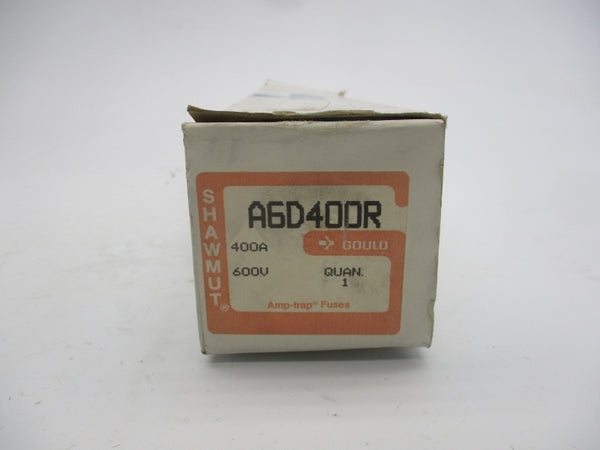 SHAWMUT®
A6D400R
400A
GOULD
600V QUAN.
1
Amp-trap® Fuses